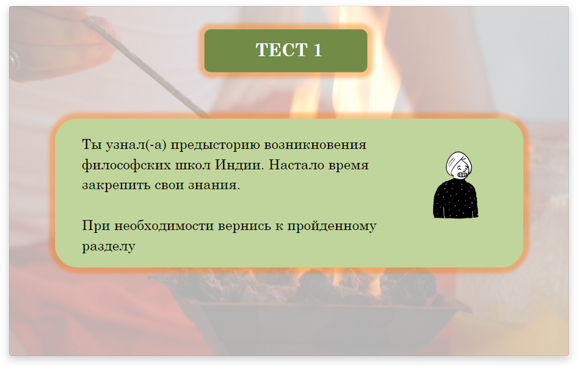 ТЕСТ 1
Ты узнал(-а) предысторию возникновения
философских школ Индии. Настало время
закрепить свои знания.
При необходимости вернись к пройденному
разделу